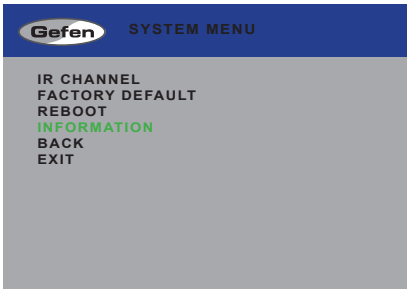 Gefen SYSTEM MENU
IR CHANNEL
FACTORY DEFAULT
REBOOT
INFORMATION
BACK
EXIT